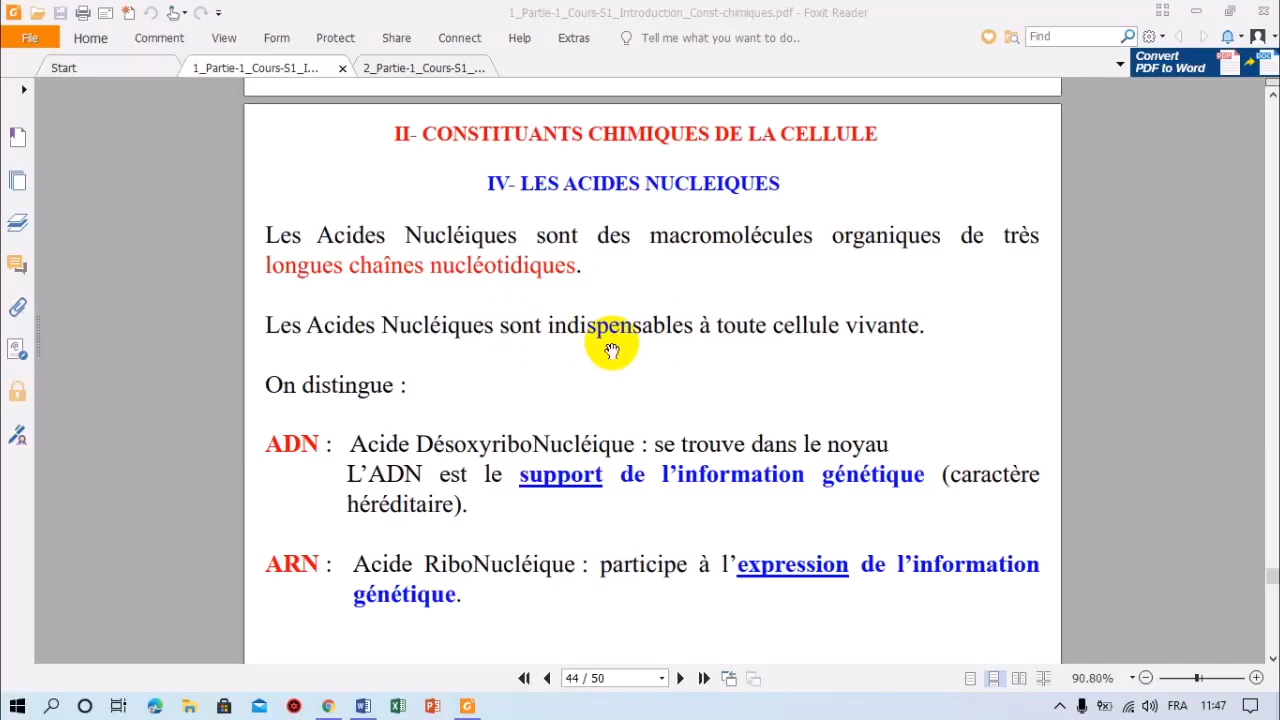 1_Partie-1_Cours-S1_Introduction_Const-chimiques.pdf - Foxit Reader
File Home Comment View Form Protect Share Connect Help Extras Tell me what you want to do.. Find
Start 1_Partie-1_Cours-S1_I... 2_Partie-1_Cours-S1_...
Convert
PDF to Word
II- CONSTITUANTS CHIMIQUES DE LA CELLULE
IV- LES ACIDES NUCLEIQUES
Les Acides Nucléiques sont des macromolécules organiques de très
longues chaînes nucléotidiques.
Les Acides Nucléiques sont indispensables à toute cellule vivante.
On distingue :
ADN : Acide DésoxyriboNucléique : se trouve dans le noyau
L’ADN est le support de l’information génétique (caractère
héréditaire).
ARN : Acide RiboNucléique : participe à l’expression de l’information
génétique.
44 / 50 90.80%
FRA 11:47